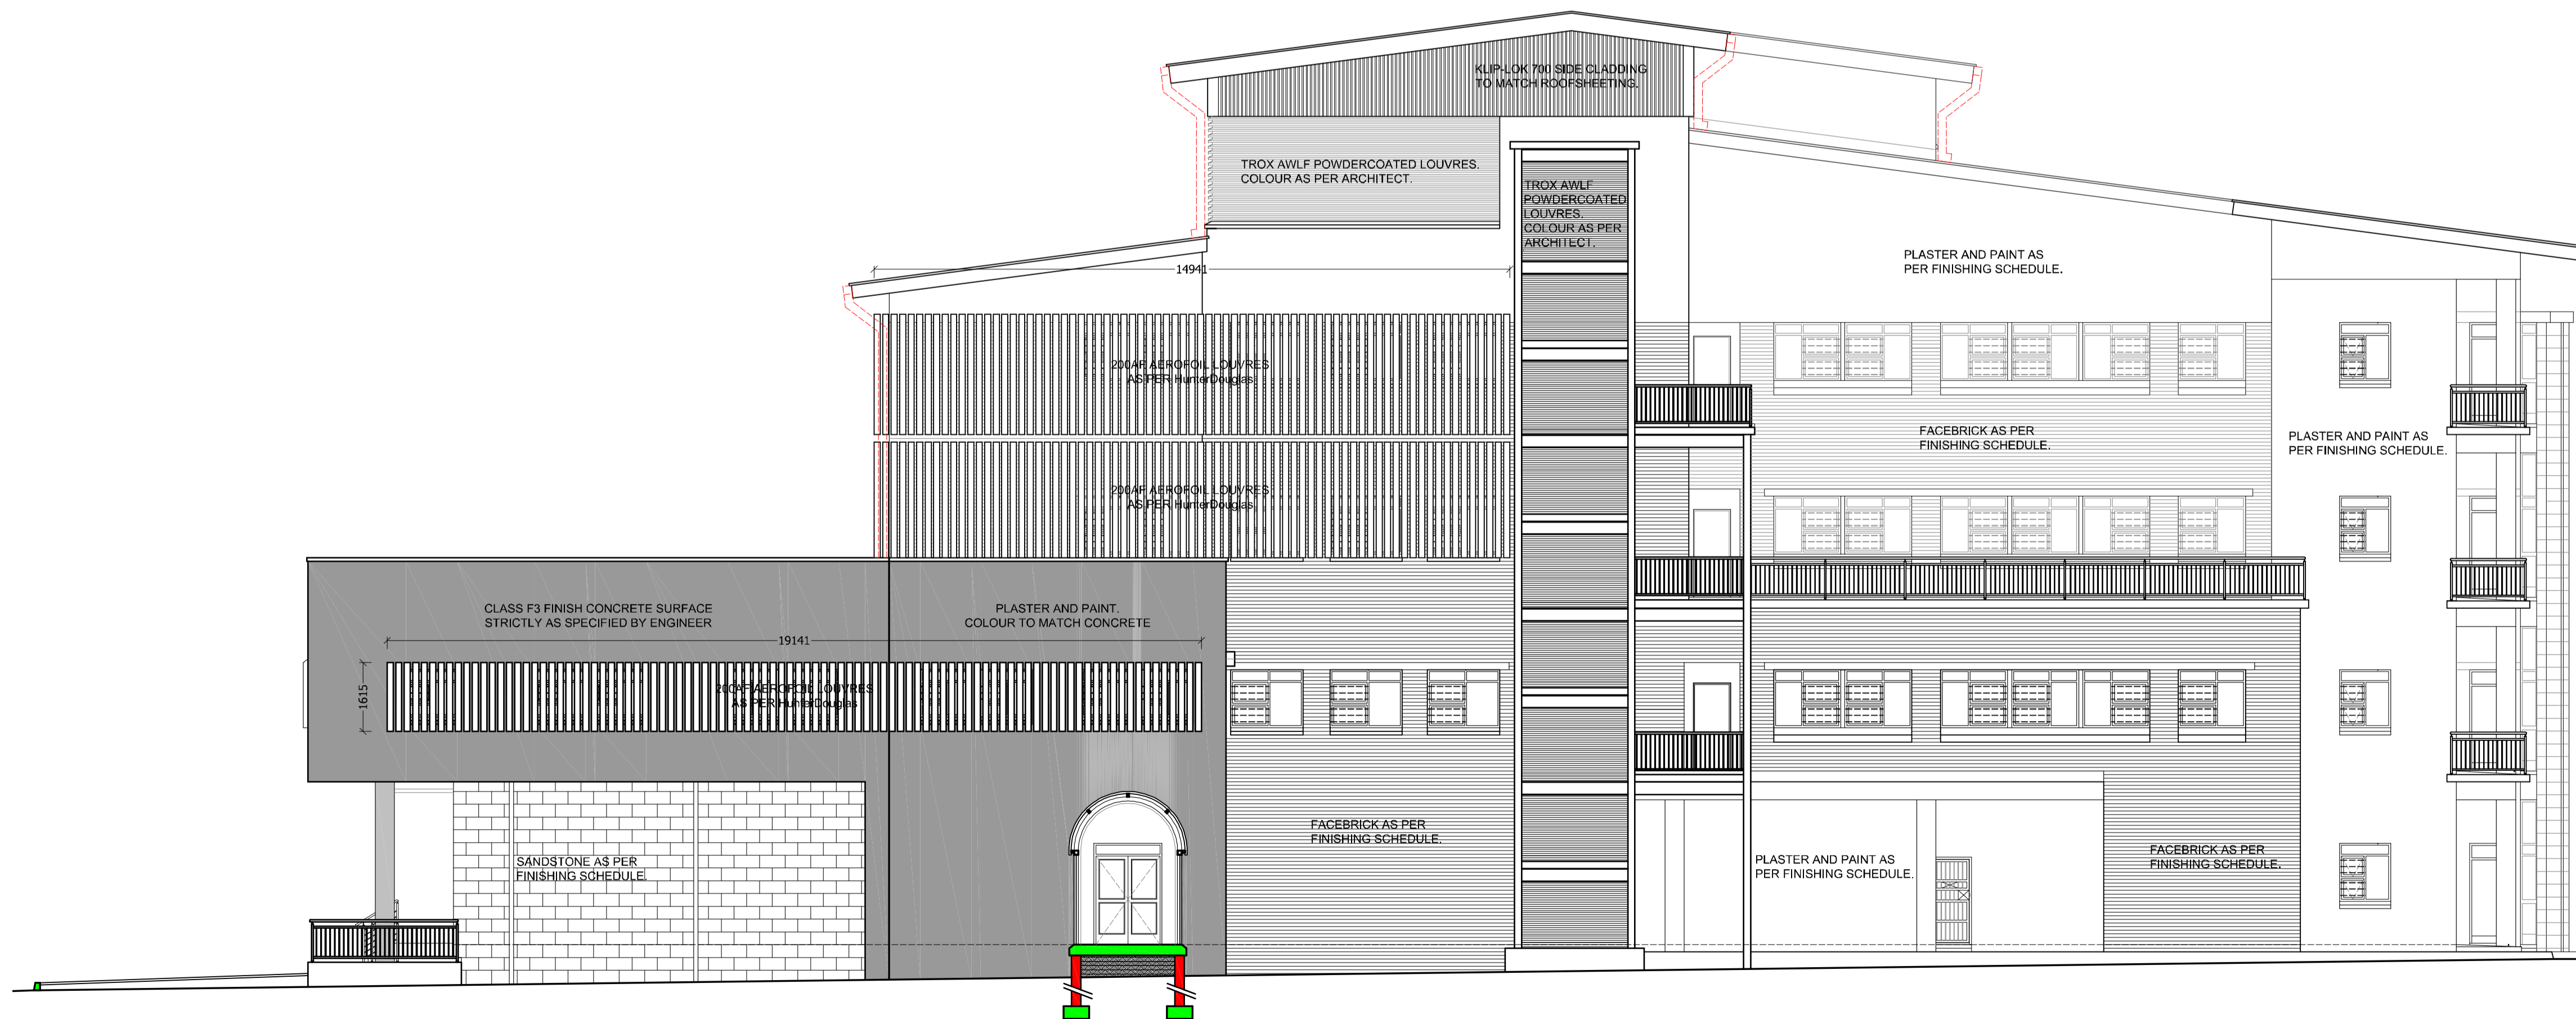 KLIP-LOK 700 SIDE CLADDING
TO MATCH ROOFSHEETING.
TROX AWLF POWDERCOATED LOUVRES.
COLOUR AS PER ARCHITECT.
TROX AWLF
POWDERCOATED
LOUVRES.
COLOUR AS PER
ARCHITECT.
PLASTER AND PAINT AS
PER FINISHING SCHEDULE.
14941
200AF AEROFOIL LOUVRES
AS PER HunterDouglas
FACEBRICK AS PER
FINISHING SCHEDULE.
PLASTER AND PAINT AS
PER FINISHING SCHEDULE.
200AF AEROFOIL LOUVRES
AS PER HunterDouglas
CLASS F3 FINISH CONCRETE SURFACE
STRICTLY AS SPECIFIED BY ENGINEER
PLASTER AND PAINT.
COLOUR TO MATCH CONCRETE
19141
1615
200AF AEROFOIL LOUVRES
AS PER HunterDouglas
SANDSTONE AS PER
FINISHING SCHEDULE.
FACEBRICK AS PER
FINISHING SCHEDULE.
PLASTER AND PAINT AS
PER FINISHING SCHEDULE.
FACEBRICK AS PER
FINISHING SCHEDULE.